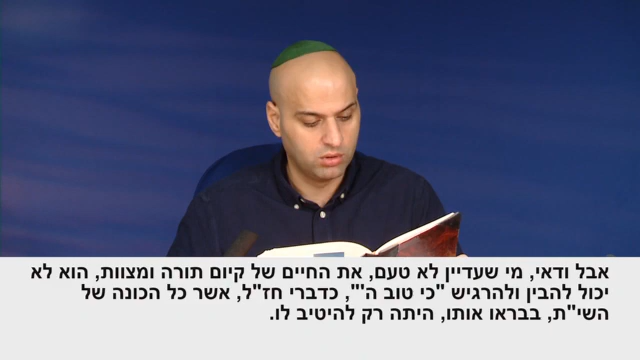 אבל ודאי, מי שעדיין לא טעם, את החיים של קיום תורה ומצוות, הוא לא
יכול להבין ולהרגיש "כי טוב ה'", כדברי חז"ל, אשר כל הכונה של
השי"ת, בבראו אותו, היתה רק להיטיב לו.